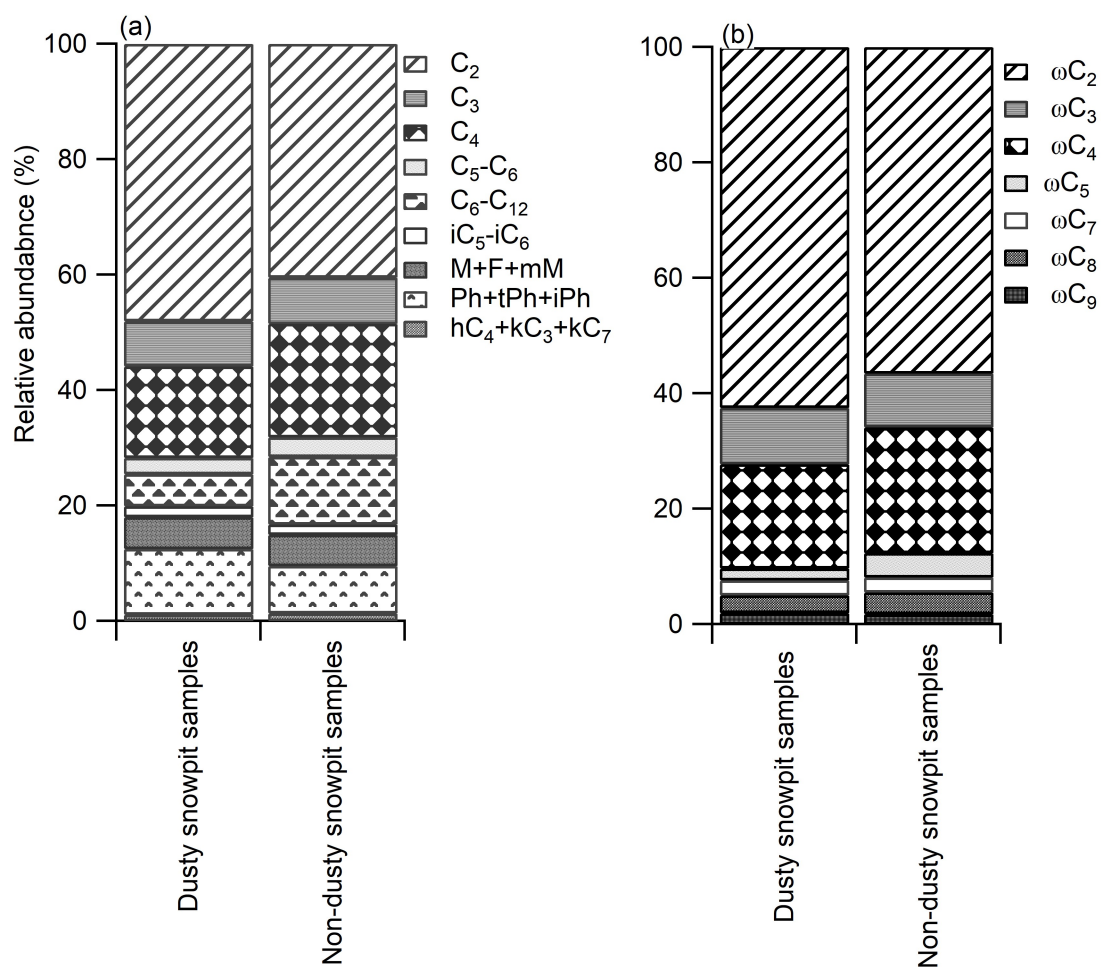 (a)
Relative abundabnce (%)
100
80
60
40
20
0
C₂
C₃
C₄
C₅-C₆
C₆-C₁₂
iC₅-iC₆
M+F+mM
Ph+tPh+iPh
hC₄+kC₃+kC₇
Dusty snowpit samples
Non-dusty snowpit samples
(b)
100
80
60
40
20
0
ωC₂
ωC₃
ωC₄
ωC₅
ωC₇
ωC₈
ωC₉
Dusty snowpit samples
Non-dusty snowpit samples